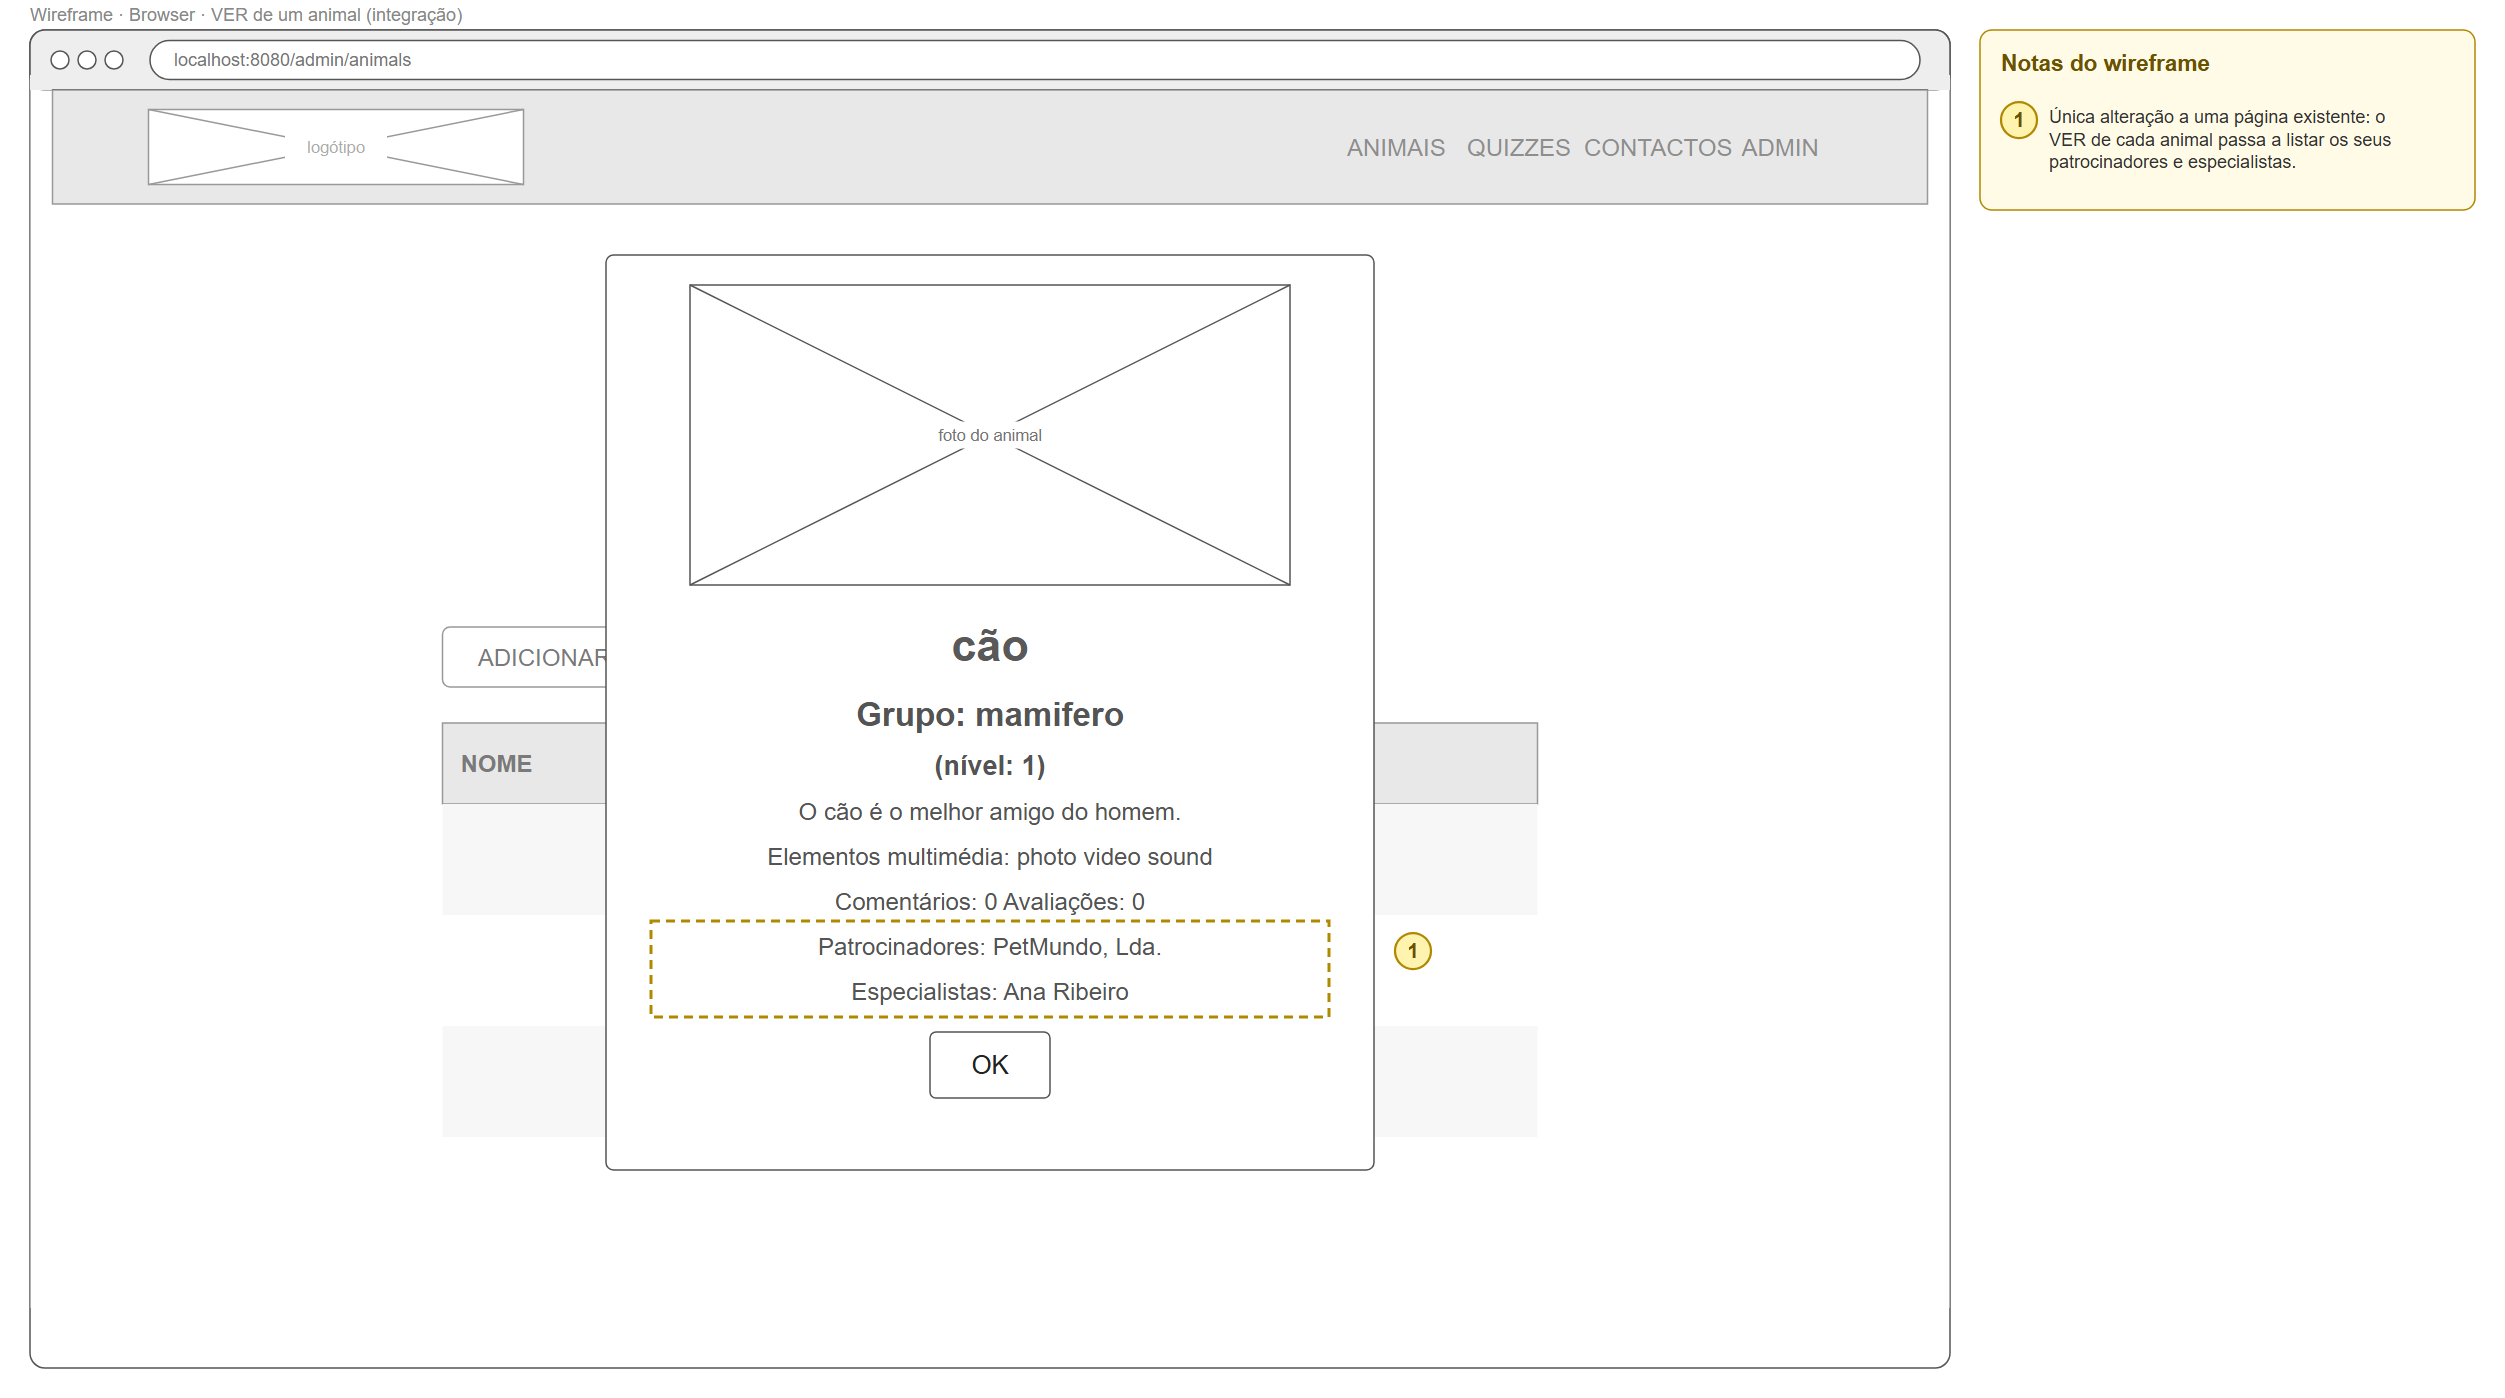 Wireframe · Browser · VER de um animal (integração)
localhost:8080/admin/animals
logótipo
ANIMAIS QUIZZES CONTACTOS ADMIN
Notas do wireframe
1
Única alteração a uma página existente: o
VER de cada animal passa a listar os seus
patrocinadores e especialistas.
foto do animal
ADICIONAR
NOME
cão
Grupo: mamifero
(nível: 1)
O cão é o melhor amigo do homem.
Elementos multimédia: photo video sound
Comentários: 0 Avaliações: 0
Patrocinadores: PetMundo, Lda.
1
Especialistas: Ana Ribeiro
OK